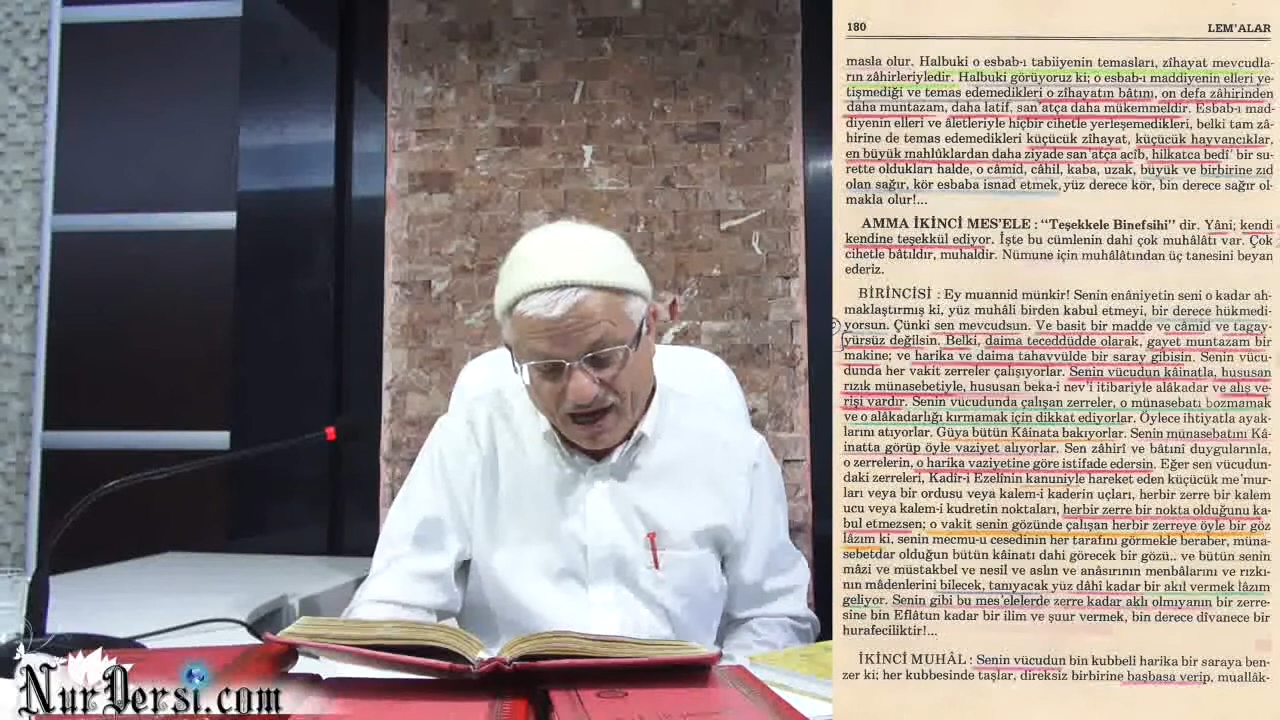 180 LEM'ALAR
masla olur. Halbuki o esbab-ı tabiiyenin temasları, zîhayat mevcudla-
rın zâhirleriyledir. Halbuki görüyoruz ki; o esbab-ı maddiyenin elleri ye-
tişmediği ve temas edemedikleri o zîhayatın bâtını, on defa zâhirinden
daha muntazam, daha latif, san'atça daha mükemmeldir. Esbab-ı mad-
diyenin elleri ve âletleriyle hiçbir cihetle yerleşemedikleri, belki tam zâ-
hirine de temas edemedikleri küçücük zîhayat, küçücük hayvancıklar,
en büyük mahlûklardan daha ziyade san'atça acib, hilkatca bedi' bir su-
rette oldukları halde, o câmid, câhil, kaba, uzak, büyük ve birbirine zıd
olan sağır, kör esbaba isnad etmek, yüz derece kör, bin derece sağır ol-
makla olur!...
AMMA İKİNCİ MES'ELE : "Teşekkele Binefsihi" dir. Yâni; kendi
kendine teşekkül ediyor. İşte bu cümlenin dahi çok muhâlâtı var. Çok
cihetle bâtıldır, muhaldir. Nümune için muhâlâtından üç tanesini beyan
ederiz.
BİRİNCİSİ : Ey muannid münkir! Senin enâniyetin seni o kadar ah-
maklaştırmış ki, yüz muhâli birden kabul etmeyi, bir derece hükmedi-
yorsun. Çünki sen mevcudsun. Ve basit bir madde ve câmid ve tagay-
yürsüz değilsin. Belki, daima teceddüdde olarak, gayet muntazam bir
makine; ve harika ve daima tahavvülde bir saray gibisin. Senin vücu-
dunda her vakit zerreler çalışıyorlar. Senin vücudun kâinatla, hususan
rızık münasebetiyle, hususan beka-i nev'i itibariyle alâkadar ve alış ve-
rişi vardır. Senin vücudunda çalışan zerreler, o münasebatı bozmamak
ve o alâkadarlığı kırmamak için dikkat ediyorlar. Öylece ihtiyatla ayak-
larını atıyorlar. Güya bütün Kâinata bakıyorlar. Senin münasebatını Kâ-
inatta görüp öyle vaziyet alıyorlar. Sen zâhirî ve bâtınî duygularınla,
o zerrelerin, o harika vaziyetine göre istifade edersin. Eğer sen vücudun-
daki zerreleri, Kadîr-i Ezelînin kanuniyle hareket eden küçücük me'mur-
ları veya bir ordusu veya kalem-i kaderin uçları, herbir zerre bir kalem
ucu veya kalem-i kudretin noktaları, herbir zerre bir nokta olduğunu ka-
bul etmezsen; o vakit senin gözünde çalışan herbir zerreye öyle bir göz
lâzım ki, senin mecmu-u cesedinin her tarafını görmekle beraber, müna-
sebetdar olduğun bütün kâinatı dahi görecek bir gözü.. ve bütün senin
mâzi ve müstakbel ve nesil ve aslın ve anâsırının menbâlarını ve rızkı-
nın mâdenlerini bilecek, tanıyacak yüz dâhî kadar bir akıl vermek lâzım
geliyor. Senin gibi bu mes'elelerde zerre kadar aklı olmıyanın bir zerre-
sine bin Eflâtun kadar bir ilim ve şuur vermek, bin derece dîvanece bir
hurafeciliktir!...
İKİNCİ MUHÂL : Senin vücudun bin kubbeli harika bir saraya ben-
zer ki; her kubbesinde taşlar, direksiz birbirine başbaşa verip, muallâk-
NurDersi.com